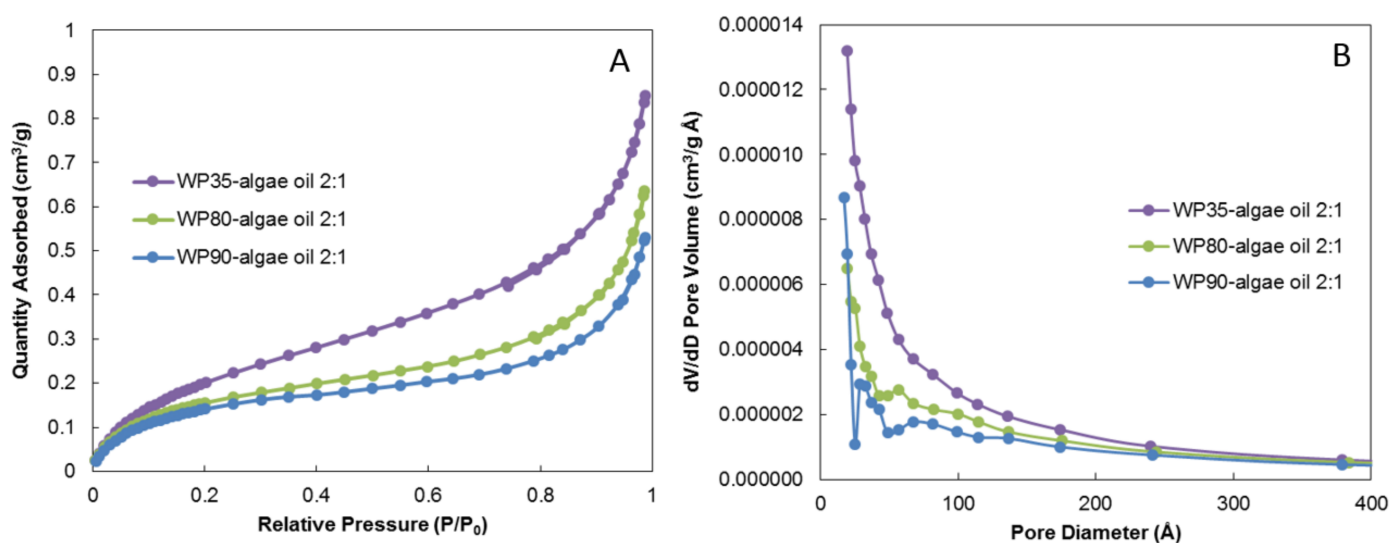 A
Quantity Adsorbed (cm³/g)
1
0.9
0.8
0.7
0.6
0.5
0.4
0.3
0.2
0.1
0
WP35-algae oil 2:1
WP80-algae oil 2:1
WP90-algae oil 2:1
0 0.2 0.4 0.6 0.8 1
Relative Pressure (P/P₀)
B
dV/dD Pore Volume (cm³/g Å)
0.000014
0.000012
0.000010
0.000008
0.000006
0.000004
0.000002
0.000000
WP35-algae oil 2:1
WP80-algae oil 2:1
WP90-algae oil 2:1
0 100 200 300 400
Pore Diameter (Å)